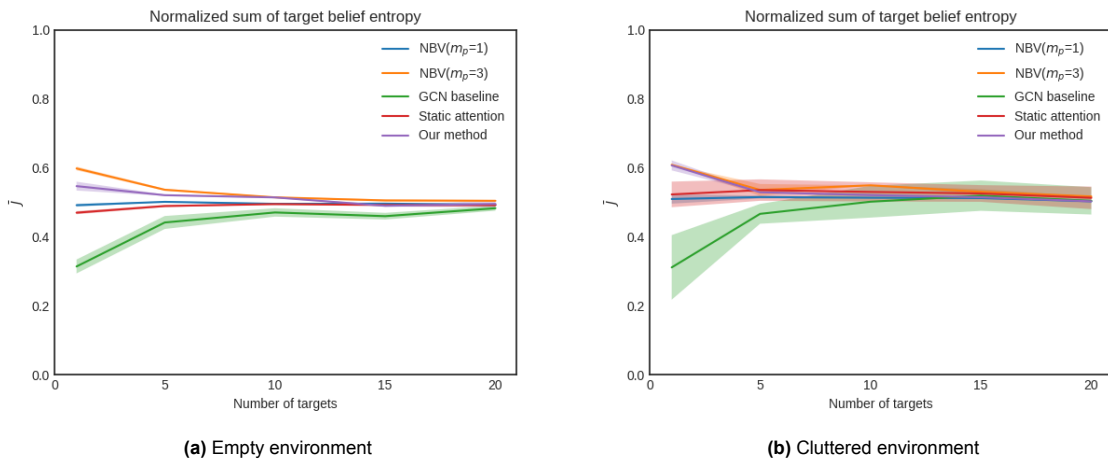 Normalized sum of target belief entropy
1.0
0.8
0.6
0.4
0.2
0.0
J̄
NBV(mₚ=1)
NBV(mₚ=3)
GCN baseline
Static attention
Our method
0
5
10
15
20
Number of targets
(a) Empty environment
Normalized sum of target belief entropy
1.0
0.8
0.6
0.4
0.2
0.0
J̄
NBV(mₚ=1)
NBV(mₚ=3)
GCN baseline
Static attention
Our method
0
5
10
15
20
Number of targets
(b) Cluttered environment